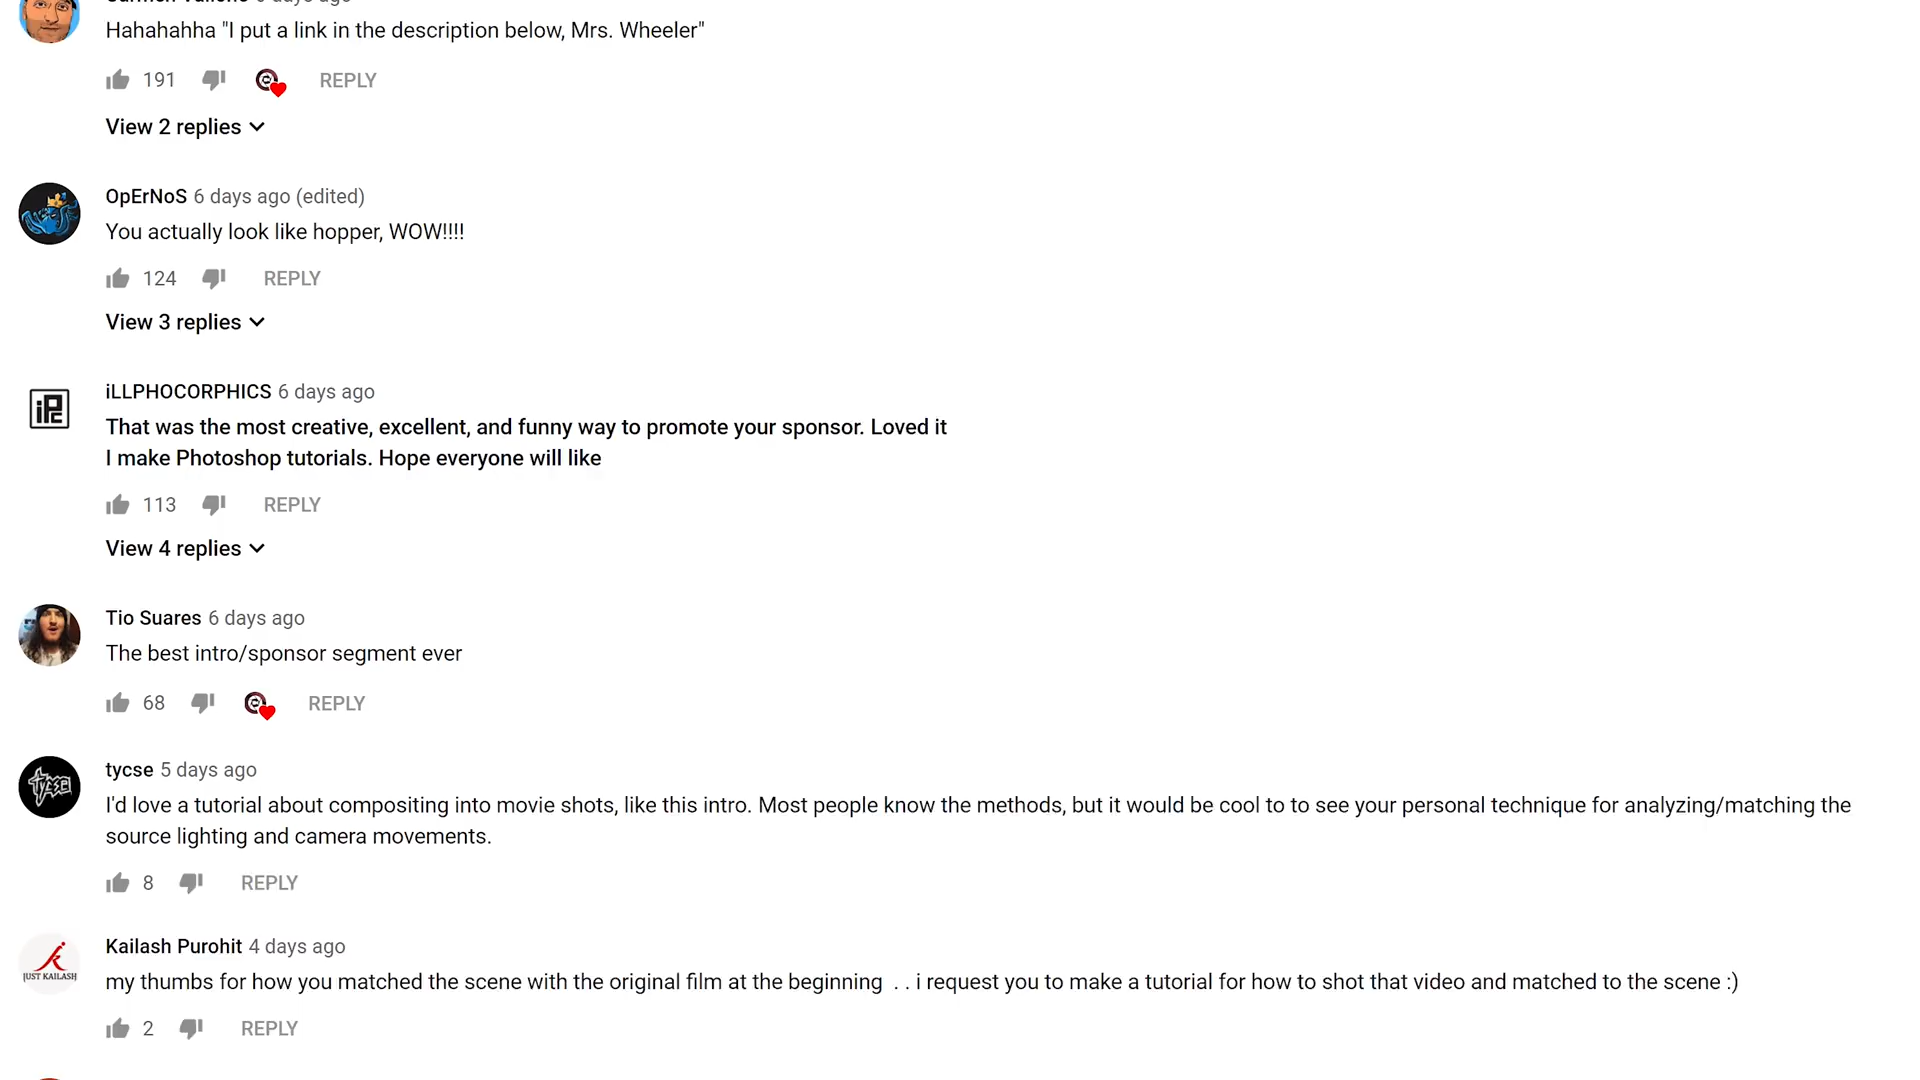 Hahahahha "I put a link in the description below, Mrs. Wheeler"
191 REPLY
View 2 replies
OpErNoS 6 days ago (edited)
You actually look like hopper, WOW!!!!
124 REPLY
View 3 replies
iLLPHOCORPHICS 6 days ago
That was the most creative, excellent, and funny way to promote your sponsor. Loved it
I make Photoshop tutorials. Hope everyone will like
113 REPLY
View 4 replies
Tio Suares 6 days ago
The best intro/sponsor segment ever
68 REPLY
tycse 5 days ago
I'd love a tutorial about compositing into movie shots, like this intro. Most people know the methods, but it would be cool to to see your personal technique for analyzing/matching the
source lighting and camera movements.
8 REPLY
JUST KAILASH
Kailash Purohit 4 days ago
my thumbs for how you matched the scene with the original film at the beginning . . i request you to make a tutorial for how to shot that video and matched to the scene :)
2 REPLY